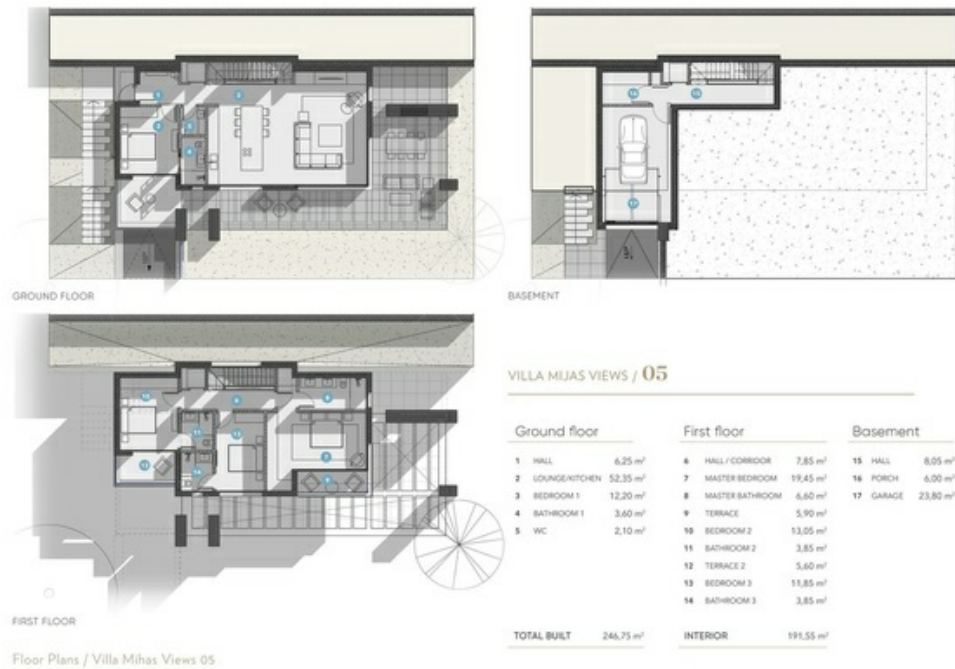 GROUND FLOOR
BASEMENT
FIRST FLOOR
Floor Plans / Villa Mihas Views 05
VILLA MIJAS VIEWS / 05
Ground floor
1 HALL 6,25 m²
2 LOUNGE/KITCHEN 52,35 m²
3 BEDROOM 1 12,20 m²
4 BATHROOM 1 3,60 m²
5 WC 2,10 m²
TOTAL BUILT 246,75 m²
First floor
6 HALL / CORRIDOR 7,85 m²
7 MASTER BEDROOM 19,45 m²
8 MASTER BATHROOM 6,60 m²
9 TERRACE 5,90 m²
10 BEDROOM 2 13,05 m²
11 BATHROOM 2 3,85 m²
12 TERRACE 2 5,60 m²
13 BEDROOM 3 11,85 m²
14 BATHROOM 3 3,85 m²
INTERIOR 191,55 m²
Basement
15 HALL 8,05 m²
16 PORCH 6,00 m²
17 GARAGE 23,80 m²